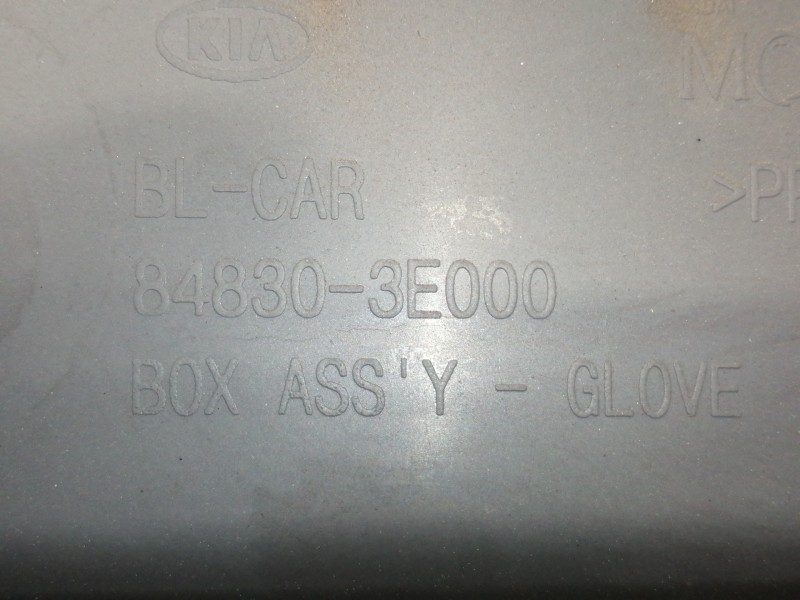 KIA
BL-CAR
84830-3E000
BOX ASS'Y - GLOVE